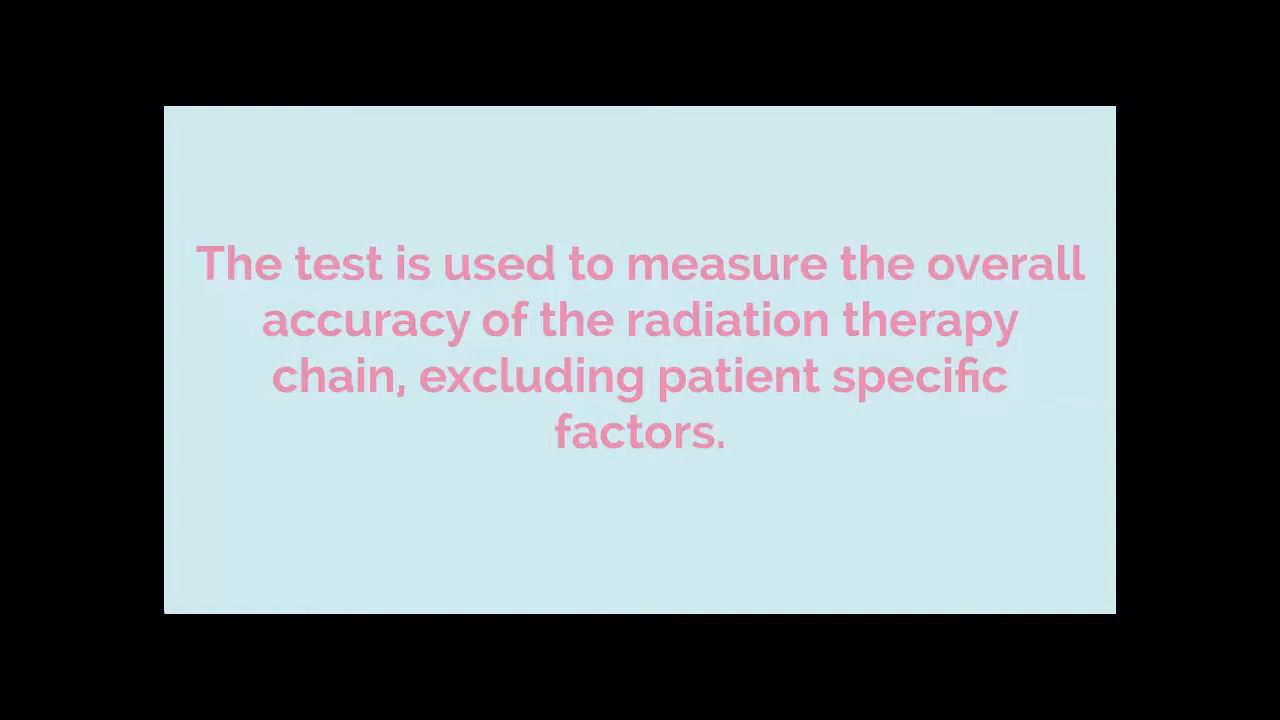 The test is used to measure the overall
accuracy of the radiation therapy
chain, excluding patient specific
factors.